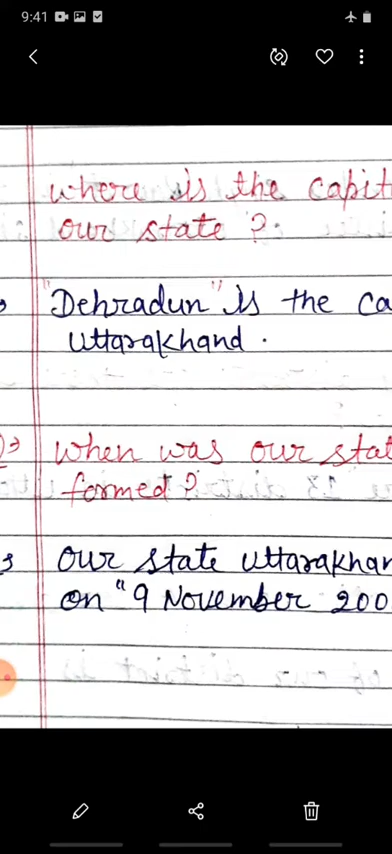 9:41
where is the capit
our state?
"Dehradun" is the ca
Uttarakhand.
when was our stat
formed?
our state Uttarakhan
on "9 November 200